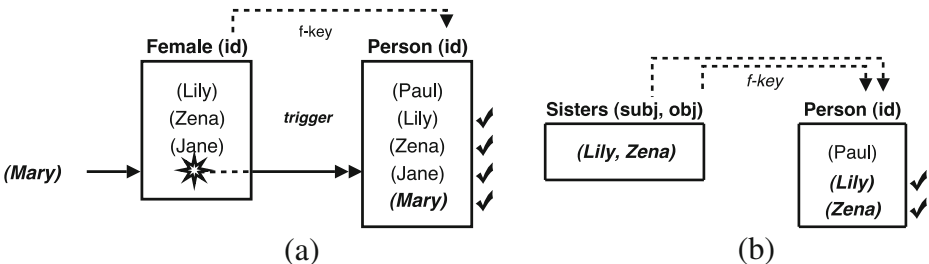 f-key
Female (id) Person (id)
(Lily) (Paul)
(Zena) trigger (Lily)
(Jane) (Zena)
(Mary) (Jane)
(Mary)
(a)
f-key
Sisters (subj, obj) Person (id)
(Lily, Zena) (Paul)
(Lily)
(Zena)
(b)